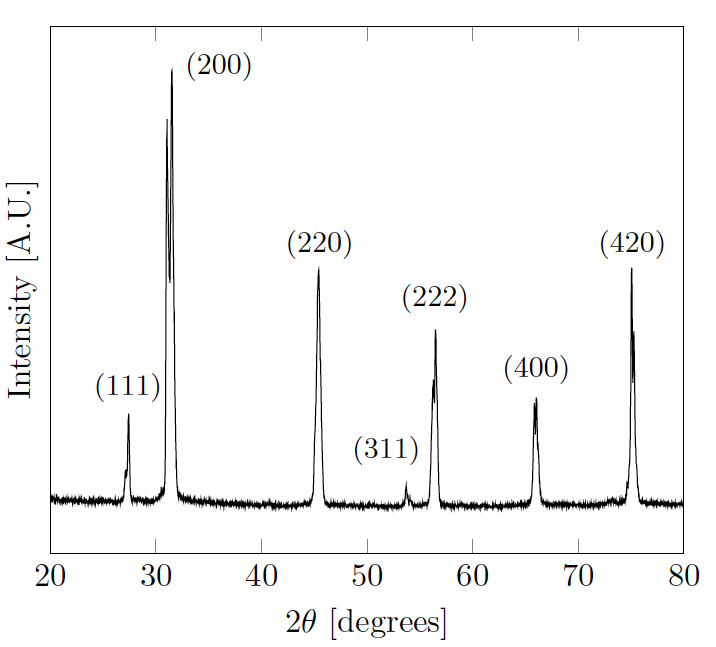 (200)
(220)
(420)
(222)
(400)
(111)
(311)
Intensity [A.U.]
20 30 40 50 60 70 80
2θ [degrees]